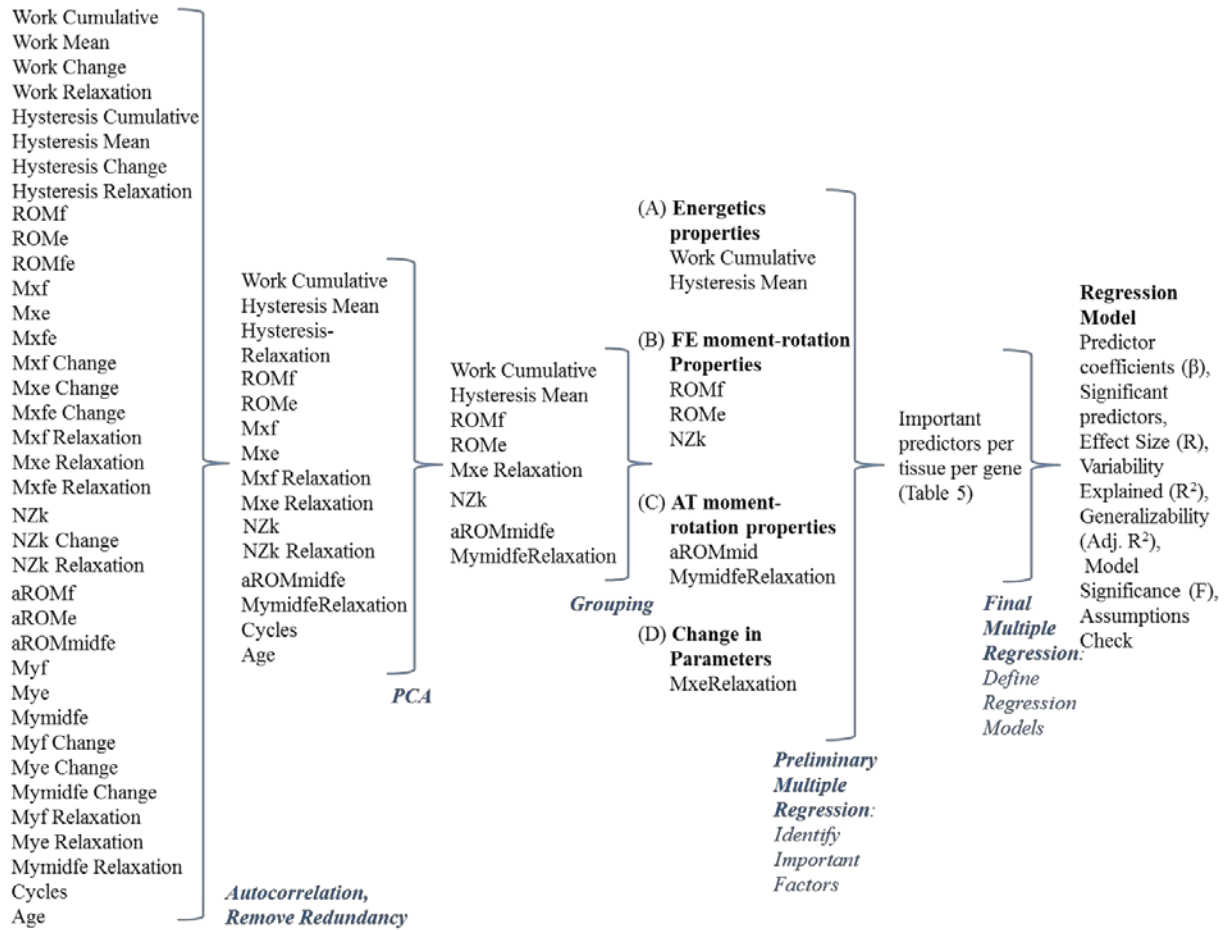 Work Cumulative
Work Mean
Work Change
Work Relaxation
Hysteresis Cumulative
Hysteresis Mean
Hysteresis Change
Hysteresis Relaxation
ROMf
ROMe
ROMfe
Mxf
Mxe
Mxfe
Mxf Change
Mxe Change
Mxfe Change
Mxf Relaxation
Mxe Relaxation
Mxfe Relaxation
NZk
NZk Change
NZk Relaxation
aROMf
aROMe
aROMmidfe
Myf
Mye
Mymidfe
Myf Change
Mye Change
Mymidfe Change
Myf Relaxation
Mye Relaxation
Mymidfe Relaxation
Cycles
Age
Autocorrelation,
Remove Redundancy
Work Cumulative
Hysteresis Mean
Hysteresis-
Relaxation
ROMf
ROMe
Mxf
Mxe
Mxf Relaxation
Mxe Relaxation
NZk
NZk Relaxation
aROMmidfe
MymidfeRelaxation
Cycles
Age
PCA
Work Cumulative
Hysteresis Mean
ROMf
ROMe
Mxe Relaxation
NZk
aROMmidfe
MymidfeRelaxation
Grouping
(A) Energetics
properties
Work Cumulative
Hysteresis Mean
(B) FE moment-rotation
Properties
ROMf
ROMe
NZk
(C) AT moment-
rotation properties
aROMmid
MymidfeRelaxation
(D) Change in
Parameters
MxeRelaxation
Preliminary
Multiple
Regression:
Identify
Important
Factors
Important
predictors per
tissue per gene
(Table 5)
Final
Multiple
Regression:
Define
Regression
Models
Regression
Model
Predictor
coefficients (β),
Significant
predictors,
Effect Size (R),
Variability
Explained (R²),
Generalizability
(Adj. R²),
Model
Significance (F),
Assumptions
Check